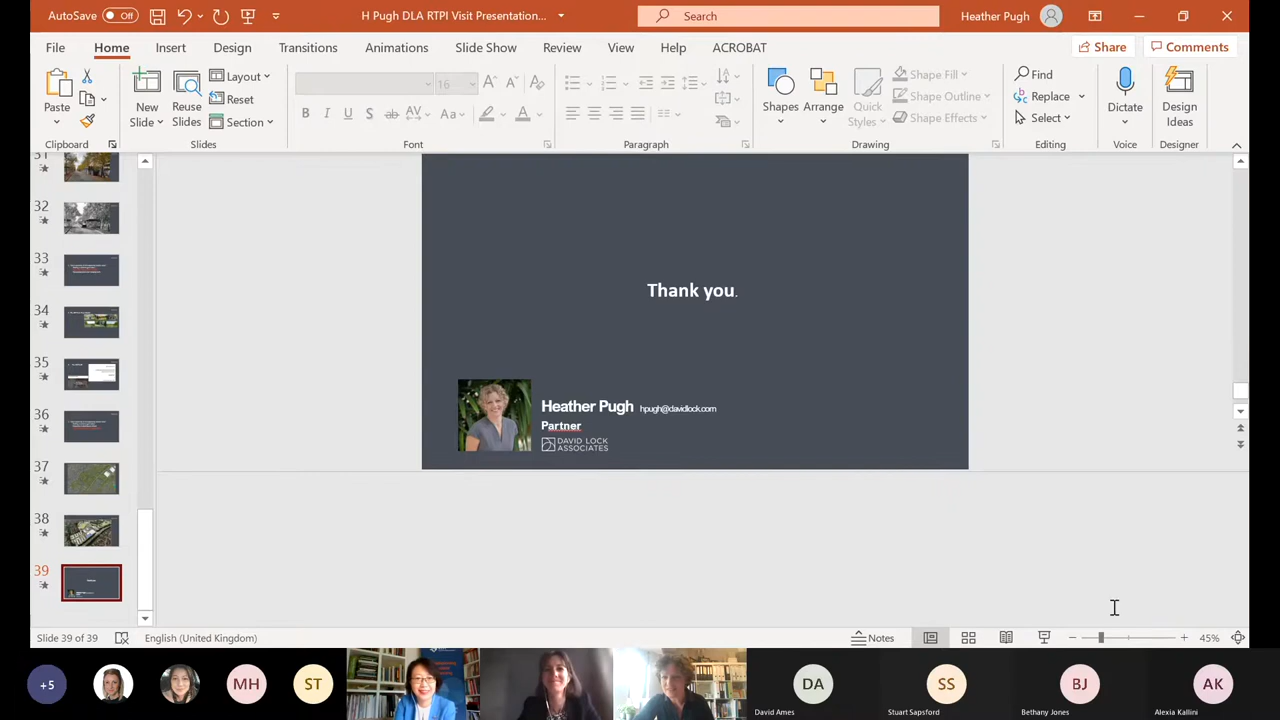 AutoSave Off H Pugh DLA RTPI Visit Presentation... Search Heather Pugh
File Home Insert Design Transitions Animations Slide Show Review View Help ACROBAT Share Comments
Paste
Clipboard
New Slide
Reuse Slides
Layout
Reset
Section
Slides
16
B I U S ab AV Aa A
Font
Paragraph
Shapes
Arrange
Quick Styles
Shape Fill
Shape Outline
Shape Effects
Drawing
Find
Replace
Select
Editing
Dictate
Voice
Design Ideas
Designer
32
33
34
35
36
37
38
39
Thank you.
Heather Pugh hpugh@davidlock.com
Partner
DAVID LOCK
ASSOCIATES
Slide 39 of 39 English (United Kingdom) Notes 45%
+5 MH ST DA SS BJ AK
David Ames Stuart Sapsford Bethany Jones Alexia Kallini